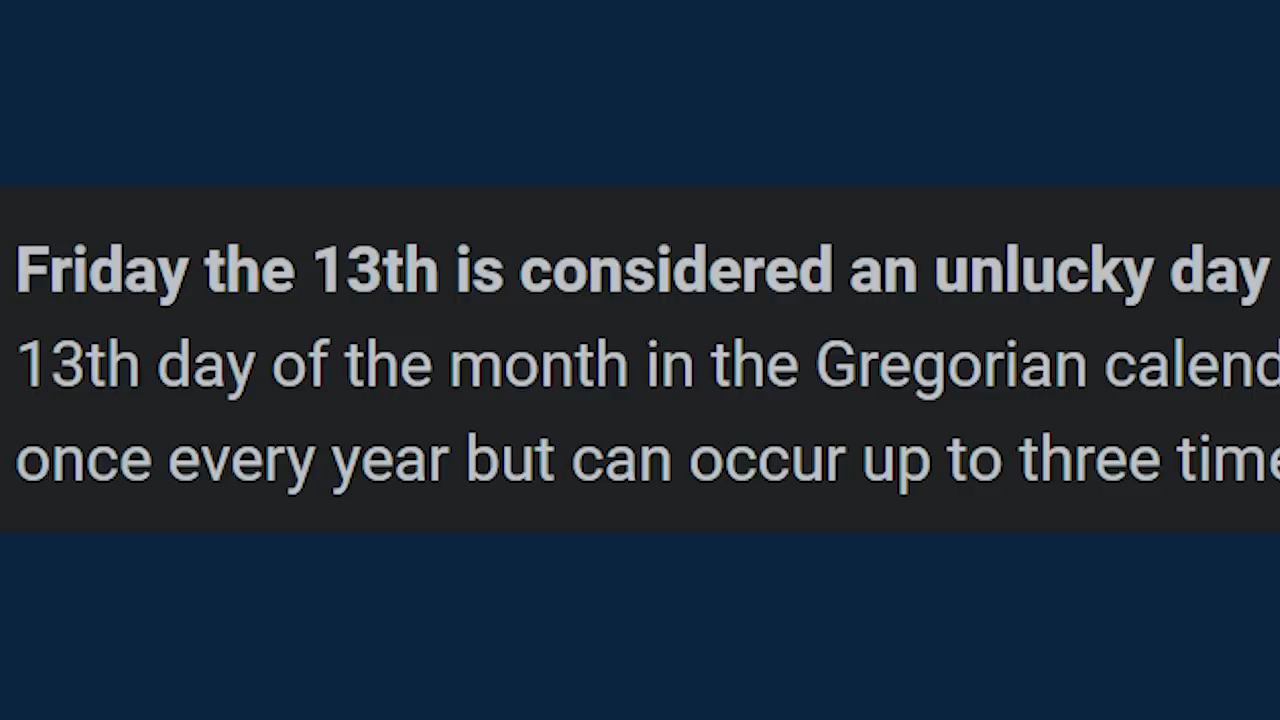 Friday the 13th is considered an unlucky day
13th day of the month in the Gregorian calend
once every year but can occur up to three time